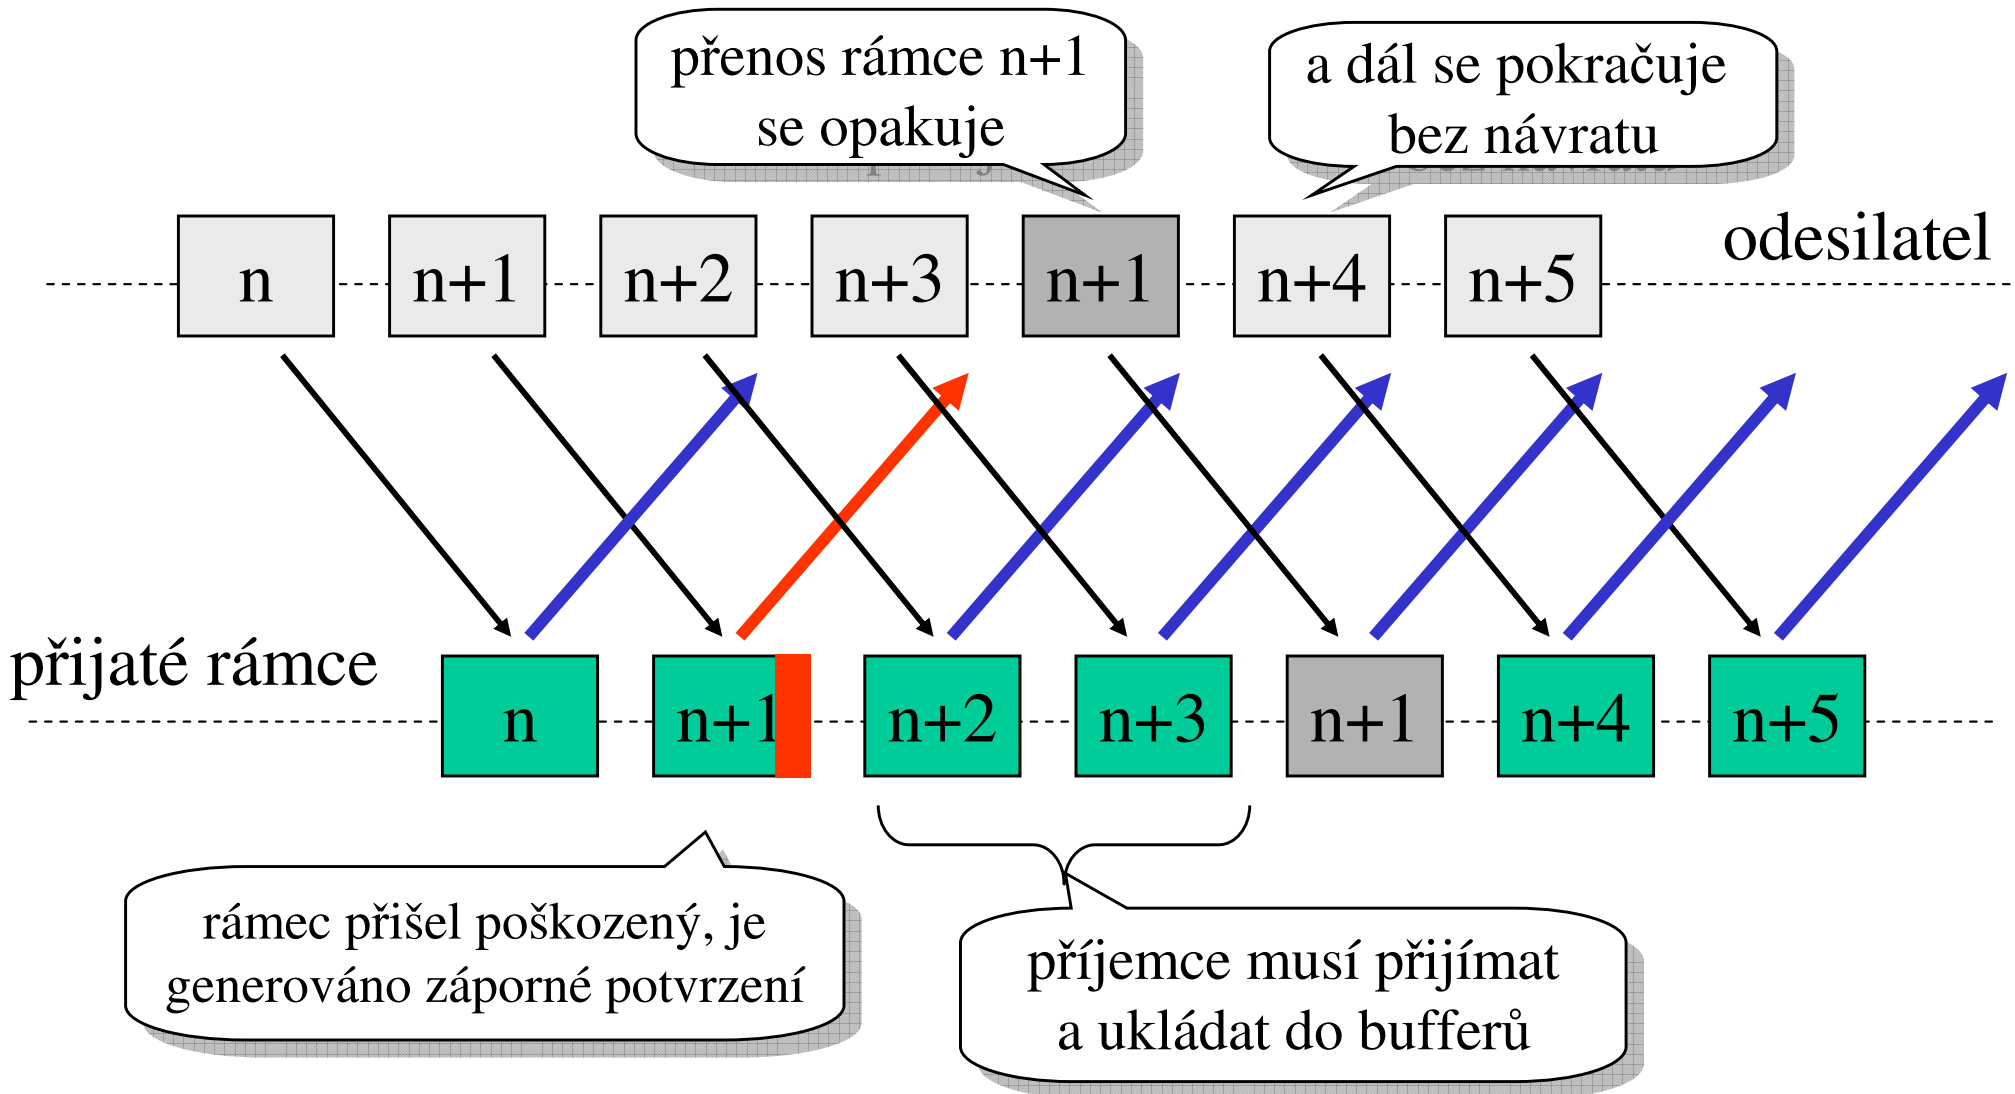 přenos rámce n+1
se opakuje
a dál se pokračuje
bez návratu
odesilatel
n n+1 n+2 n+3 n+1 n+4 n+5
přijaté rámce
n n+1 n+2 n+3 n+1 n+4 n+5
rámec přišel poškozený, je
generováno záporné potvrzení
příjemce musí přijímat
a ukládat do bufferů